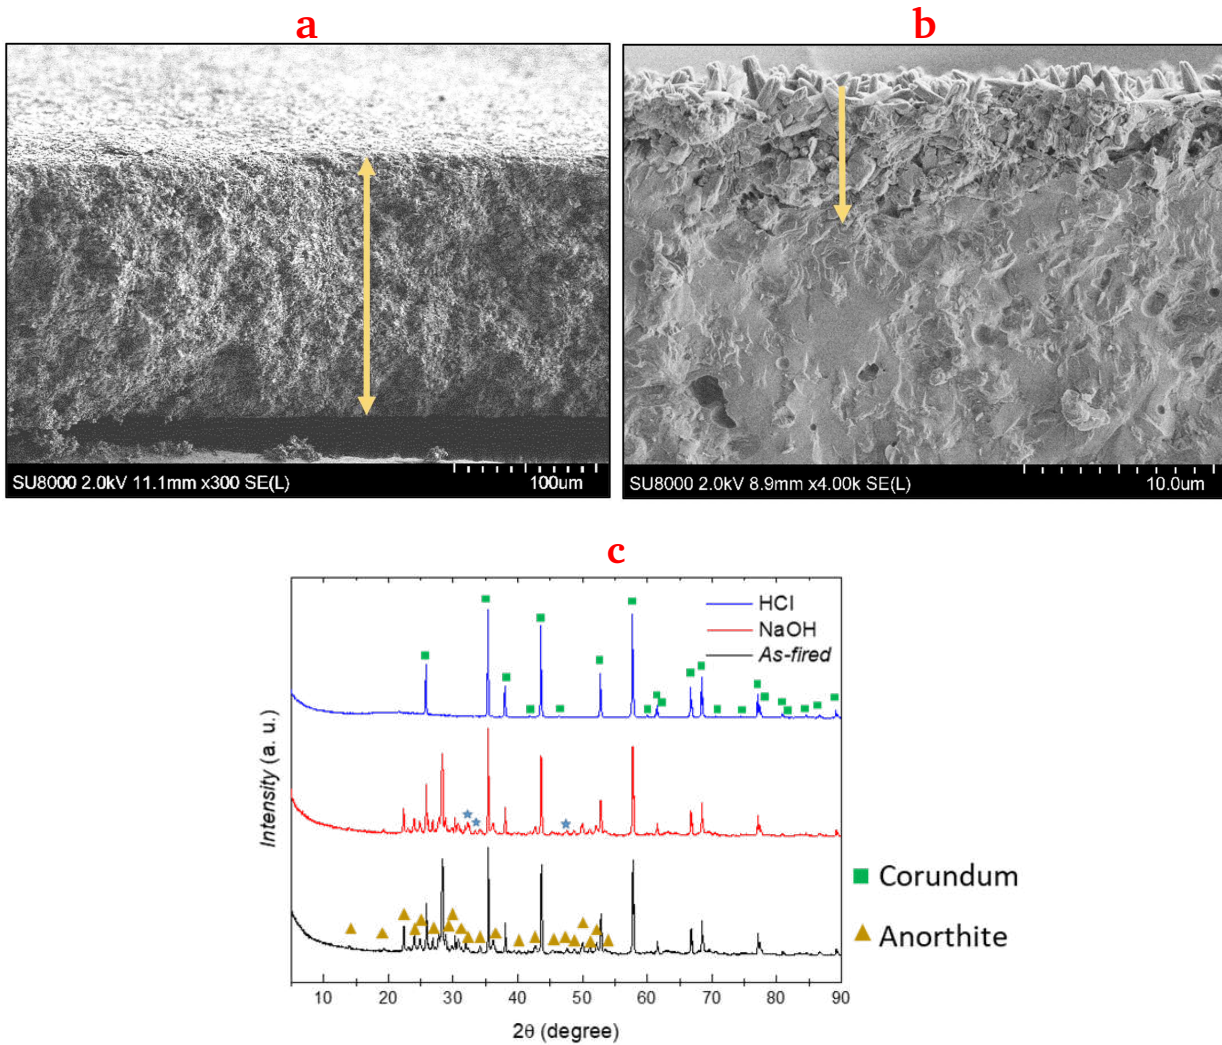 a
b
SU8000 2.0kV 11.1mm x300 SE(L)
100um
SU8000 2.0kV 8.9mm x4.00k SE(L)
10.0um
c
HCl
NaOH
As-fired
Intensity (a. u.)
10 20 30 40 50 60 70 80 90
2θ (degree)
Corundum
Anorthite